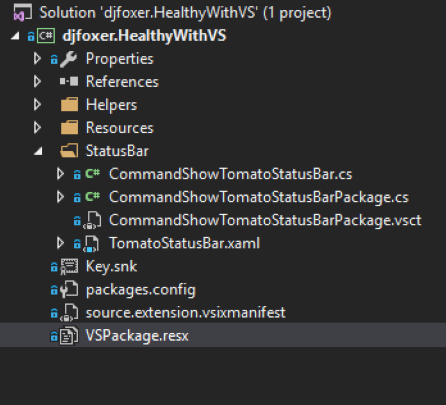 Solution 'djfoxer.HealthyWithVS' (1 project)
C# djfoxer.HealthyWithVS
Properties
References
Helpers
Resources
StatusBar
C# CommandShowTomatoStatusBar.cs
C# CommandShowTomatoStatusBarPackage.cs
CommandShowTomatoStatusBarPackage.vsct
TomatoStatusBar.xaml
Key.snk
packages.config
source.extension.vsixmanifest
VSPackage.resx